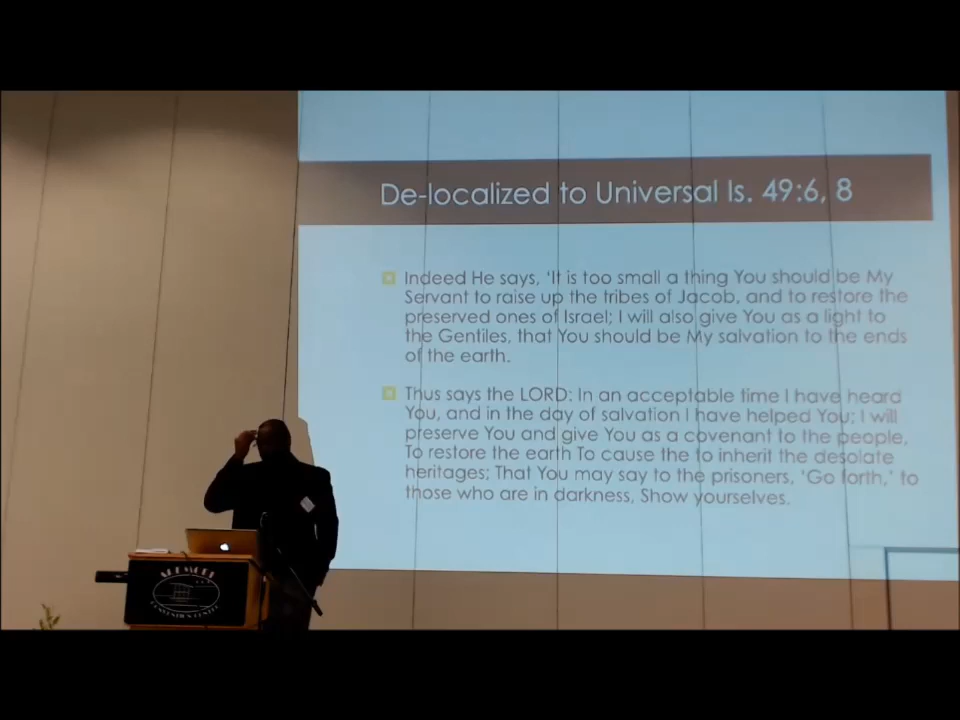 De-localized to Universal Is. 49:6, 8
Indeed He says, ‘It is too small a thing You should be My
Servant to raise up the tribes of Jacob, and to restore the
preserved ones of Israel; I will also give You as a light to
the Gentiles, that You should be My salvation to the ends
of the earth.
Thus says the LORD: In an acceptable time I have heard
You, and in the day of salvation I have helped You; I will
preserve You and give You as a covenant to the people,
To restore the earth To cause the to inherit the desolate
heritages; That You may say to the prisoners, ‘Go forth,’ to
those who are in darkness, Show yourselves.
CONVENTION CENTER